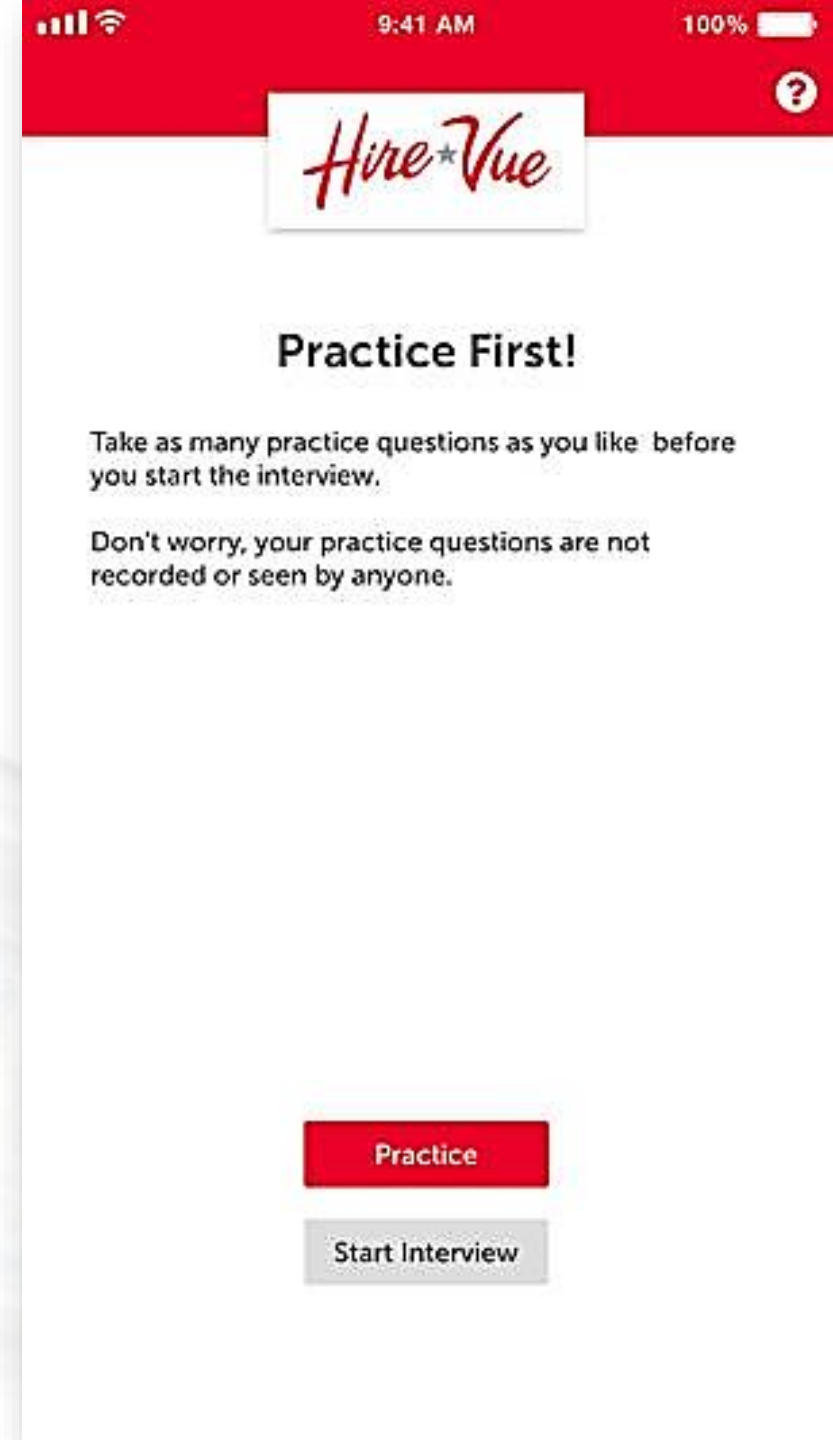 9:41 AM 100%
?
Hire★Vue
Practice First!
Take as many practice questions as you like before
you start the interview.
Don't worry, your practice questions are not
recorded or seen by anyone.
Practice
Start Interview